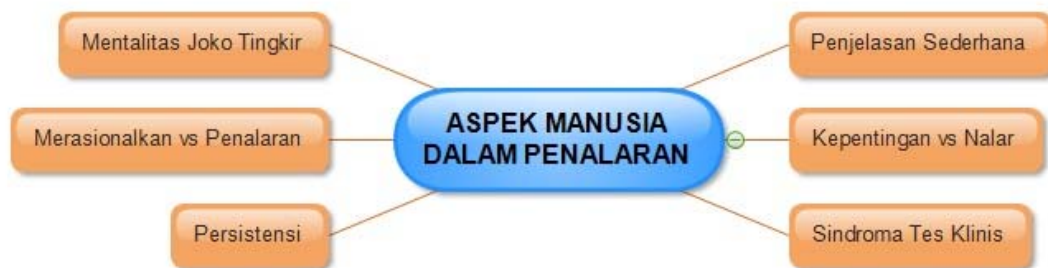 Mentalitas Joko Tingkir
Merasionalkan vs Penalaran
Persistensi
ASPEK MANUSIA
DALAM PENALARAN
Penjelasan Sederhana
Kepentingan vs Nalar
Sindroma Tes Klinis